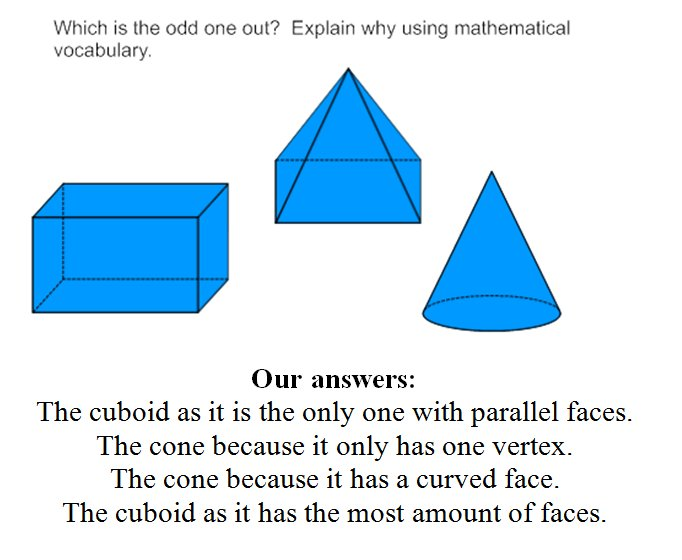 Which is the odd one out?  Explain why using mathematical
vocabulary.
Our answers:
The cuboid as it is the only one with parallel faces.
The cone because it only has one vertex.
The cone because it has a curved face.
The cuboid as it has the most amount of faces.